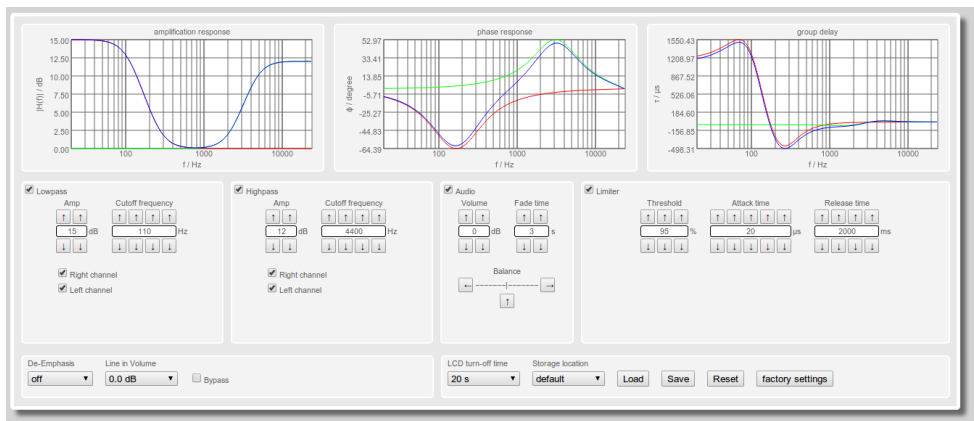 amplification response
15.00
12.50
10.00
7.50
5.00
2.50
0.00
|H(f)| / dB
100 1000 10000
f / Hz
phase response
52.97
33.41
13.85
-5.71
-25.27
-44.83
-64.39
ϕ / degree
100 1000 10000
f / Hz
group delay
1550.43
1208.97
867.52
526.06
184.60
-156.85
-498.31
τ / µs
100 1000 10000
f / Hz
Lowpass
Amp Cutoff frequency
↑ ↑ ↑ ↑ ↑ ↑
15 dB 110 Hz
↓ ↓ ↓ ↓ ↓ ↓
Right channel
Left channel
Highpass
Amp Cutoff frequency
↑ ↑ ↑ ↑ ↑ ↑
12 dB 4400 Hz
↓ ↓ ↓ ↓ ↓ ↓
Right channel
Left channel
Audio
Volume Fade time
↑ ↑ ↑ ↑
0 dB 3 s
↓ ↓ ↓ ↓
Balance
← -------|------- →
↑
Limiter
Threshold Attack time Release time
↑ ↑ ↑ ↑ ↑ ↑ ↑ ↑ ↑ ↑ ↑ ↑
95 % 20 µs 2000 ms
↓ ↓ ↓ ↓ ↓ ↓ ↓ ↓ ↓ ↓ ↓ ↓
De-Emphasis Line in Volume
off 0.0 dB Bypass
LCD turn-off time Storage location
20 s default Load Save Reset factory settings